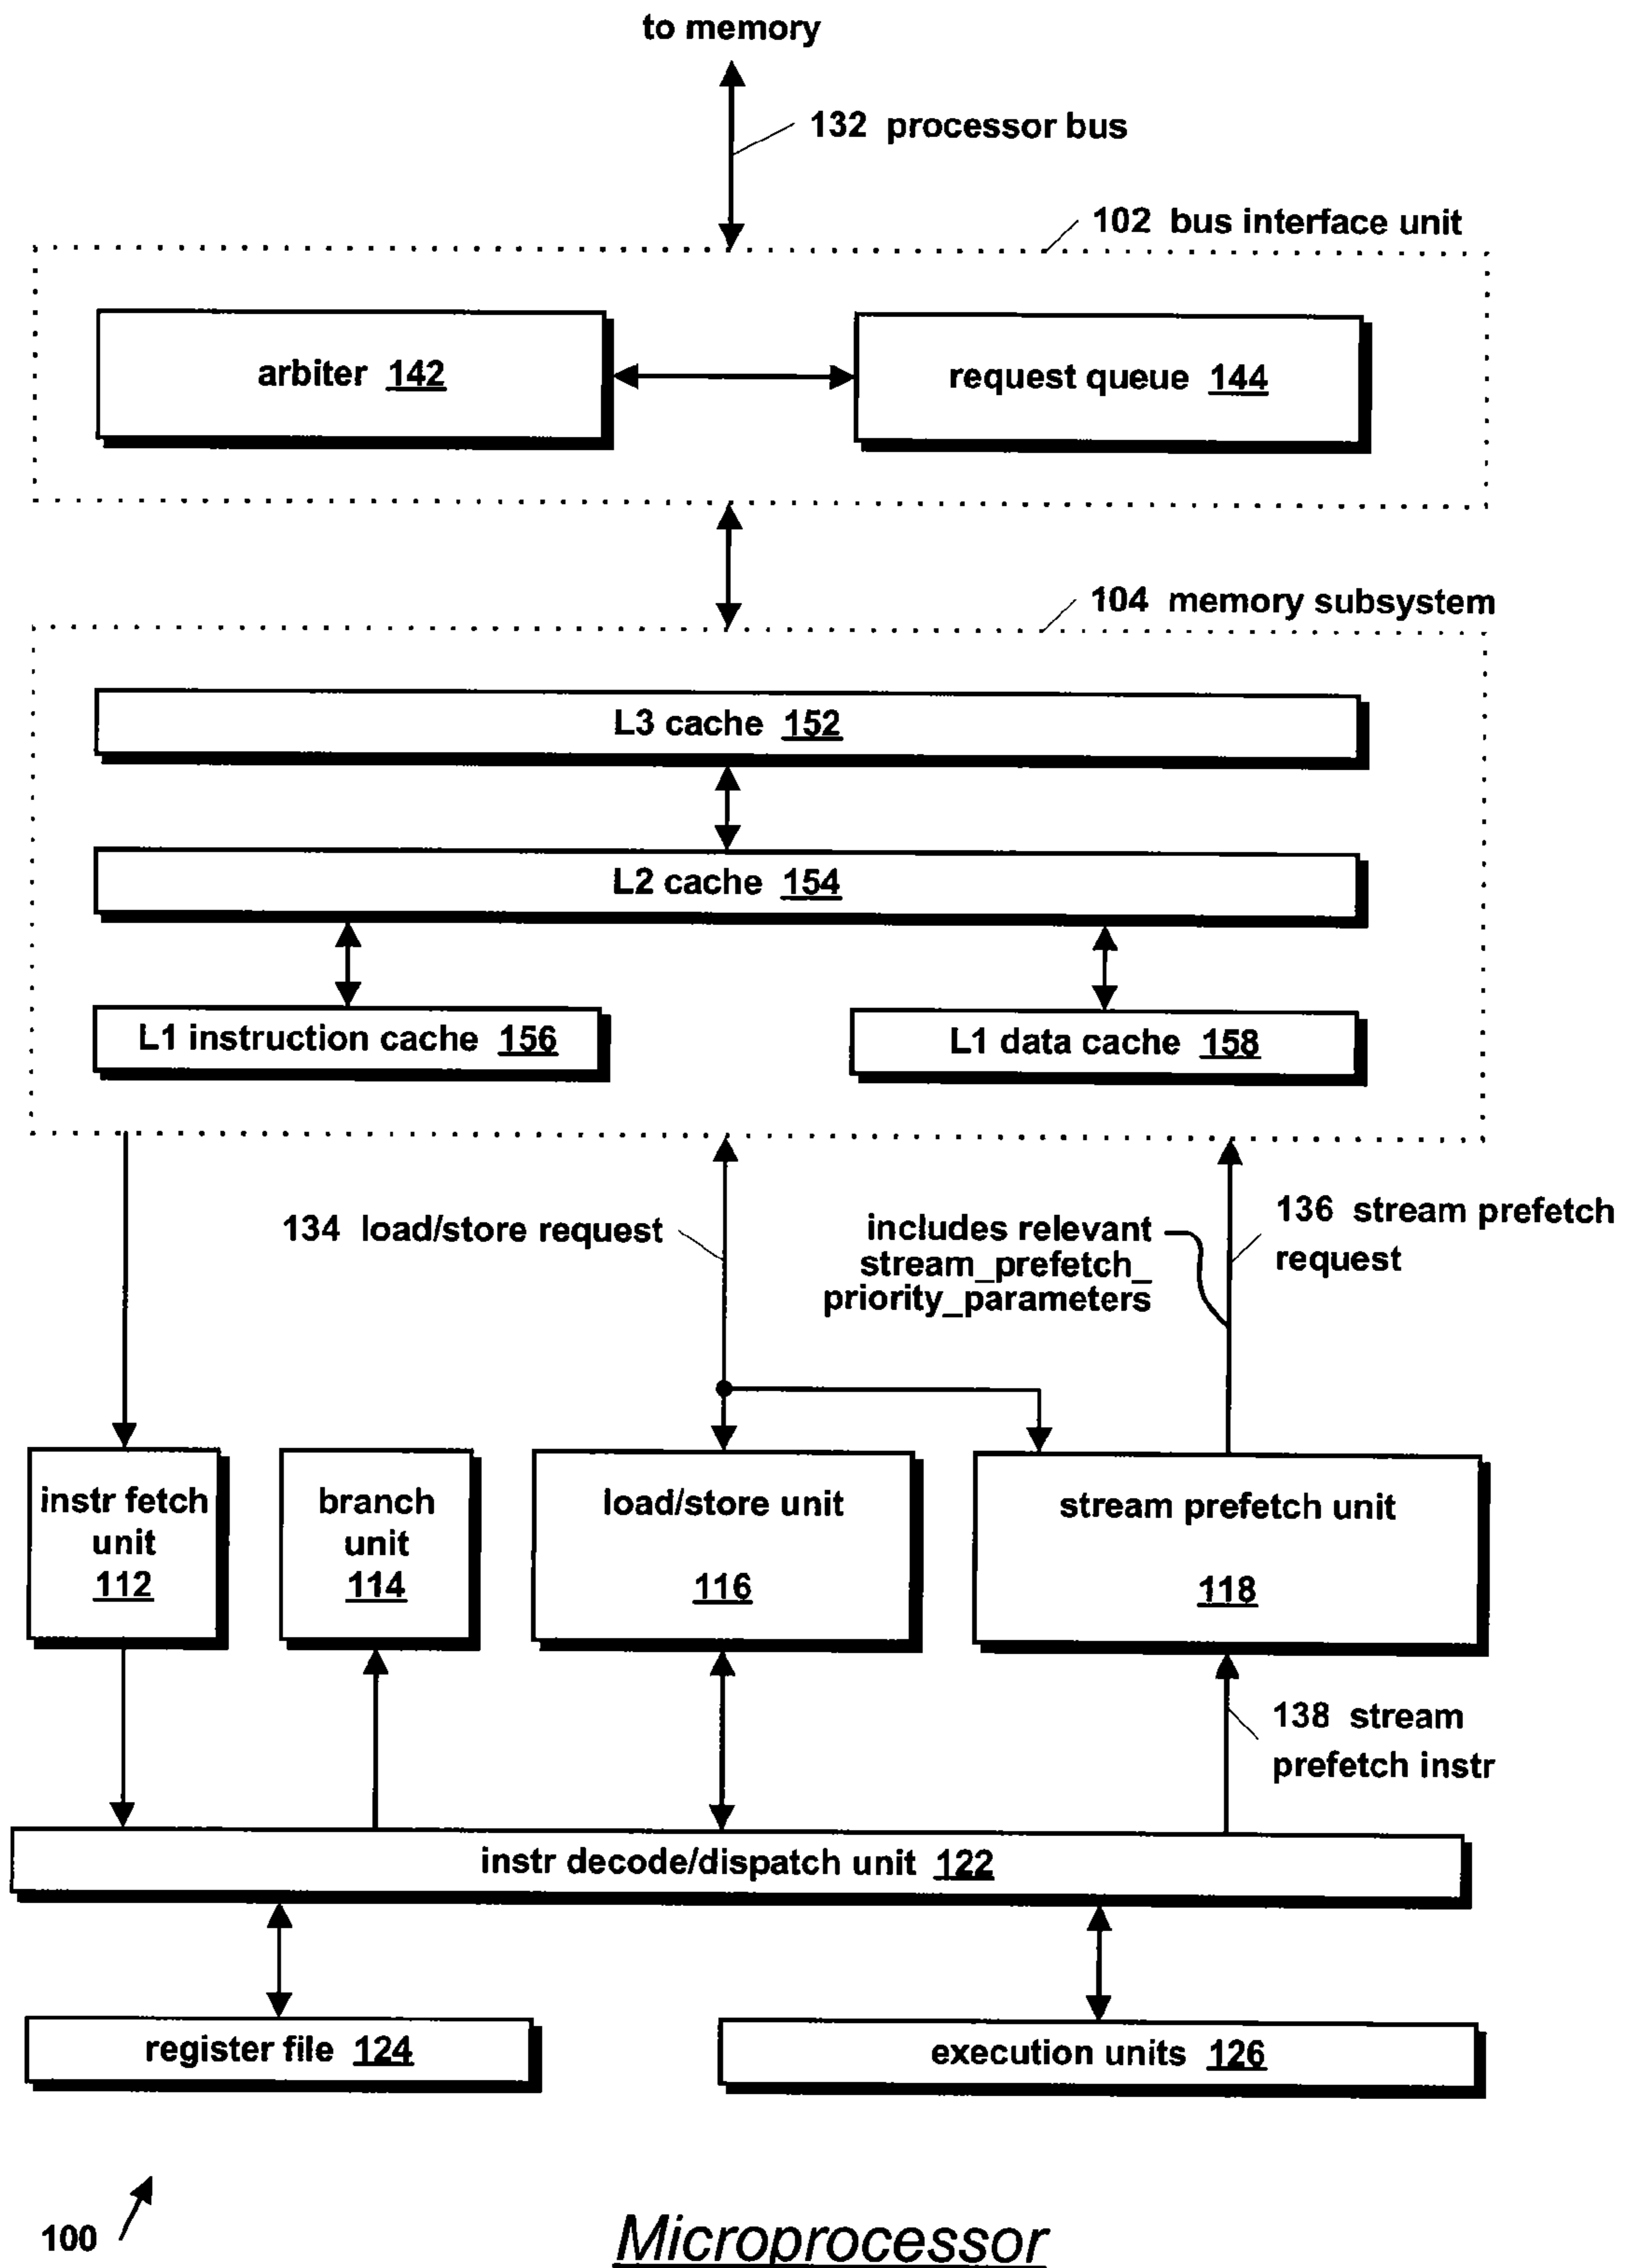 to memory
132 processor bus
102 bus interface unit
arbiter 142
request queue 144
104 memory subsystem
L3 cache 152
L2 cache 154
L1 instruction cache 156
L1 data cache 158
134 load/store request
includes relevant
stream_prefetch_
priority_parameters
136 stream prefetch
request
instr fetch
unit
112
branch
unit
114
load/store unit
116
stream prefetch unit
118
138 stream
prefetch instr
instr decode/dispatch unit 122
register file 124
execution units 126
100
Microprocessor